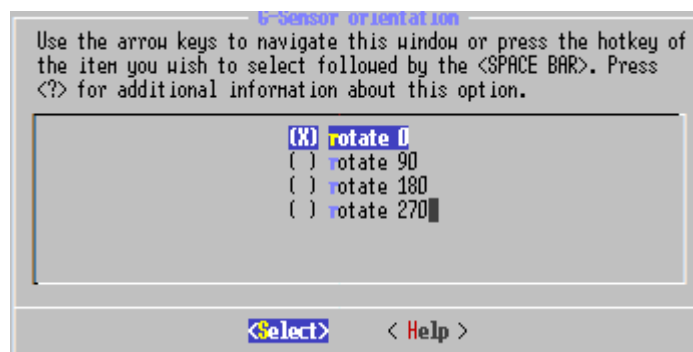 G-Sensor orientation
Use the arrow keys to navigate this window or press the hotkey of
the item you wish to select followed by the <SPACE BAR>. Press
<?> for additional information about this option.
(X) rotate 0
( ) rotate 90
( ) rotate 180
( ) rotate 270
<Select> < Help >